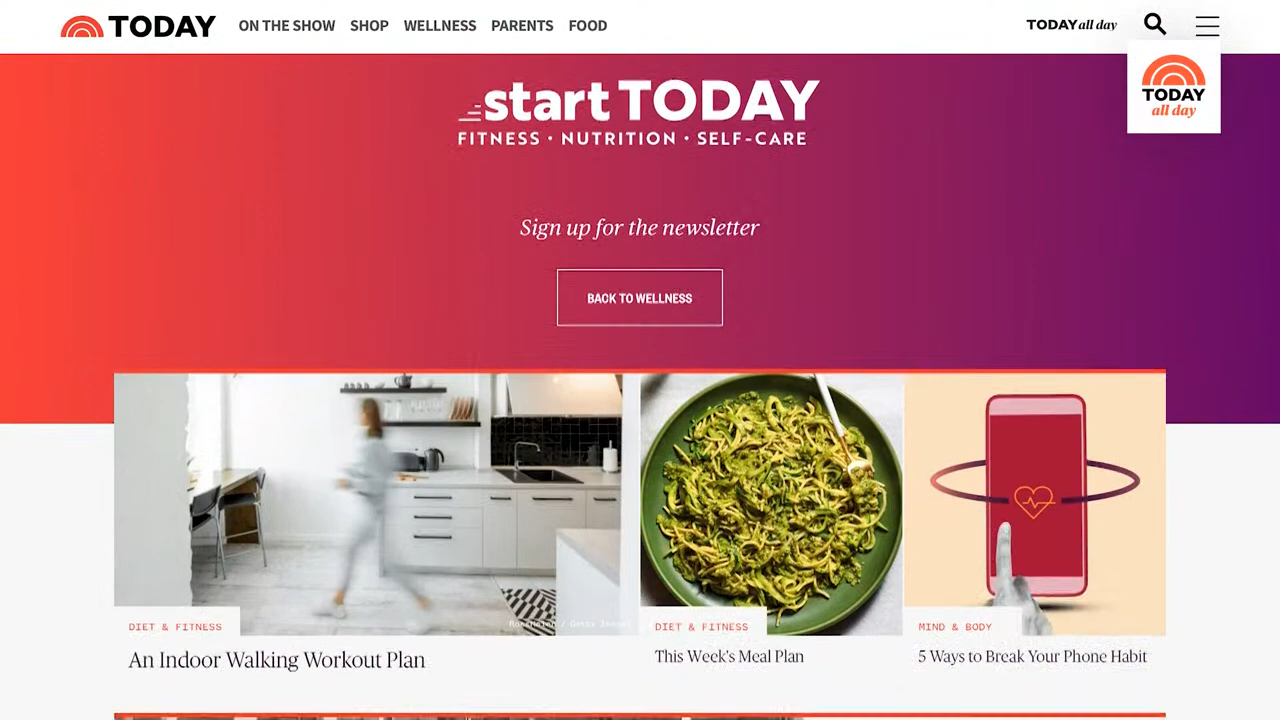 TODAY ON THE SHOW SHOP WELLNESS PARENTS FOOD TODAY all day
TODAY
all day
start TODAY
FITNESS • NUTRITION • SELF-CARE
Sign up for the newsletter
BACK TO WELLNESS
DIET & FITNESS
An Indoor Walking Workout Plan
DIET & FITNESS
This Week's Meal Plan
MIND & BODY
5 Ways to Break Your Phone Habit